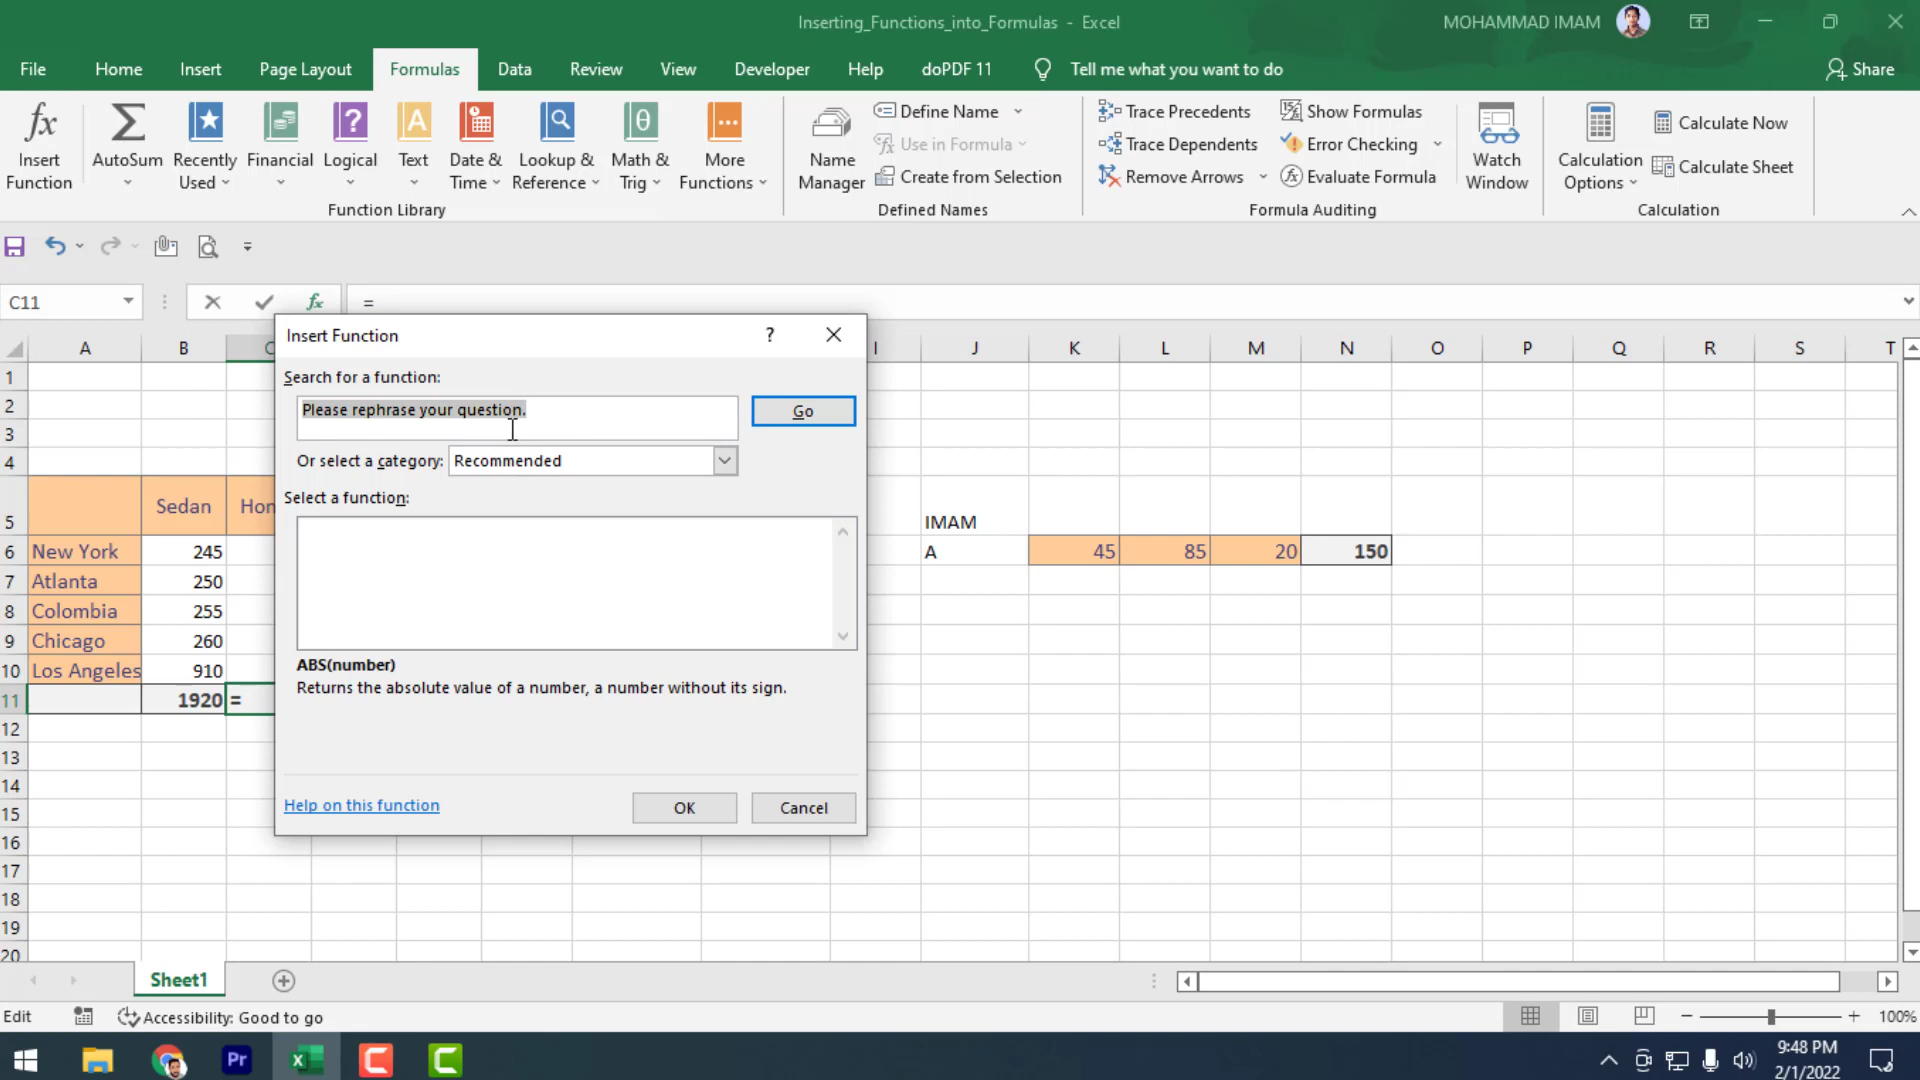 Inserting_Functions_into_Formulas - Excel
MOHAMMAD IMAM
File Home Insert Page Layout Formulas Data Review View Developer Help doPDF 11 Tell me what you want to do Share
Insert Function
AutoSum
Recently Used
Financial
Logical
Text
Date & Time
Lookup & Reference
Math & Trig
More Functions
Function Library
Name Manager
Define Name
Use in Formula
Create from Selection
Defined Names
Trace Precedents
Trace Dependents
Remove Arrows
Show Formulas
Error Checking
Evaluate Formula
Formula Auditing
Watch Window
Calculation Options
Calculate Now
Calculate Sheet
Calculation
C11 fx =
A B C I J K L M N O P Q R S T
Insert Function ?
Search for a function:
Please rephrase your question.
Go
Or select a category: Recommended
Select a function:
ABS(number)
Returns the absolute value of a number, a number without its sign.
Help on this function
OK
Cancel
1
2
3
4
5 Sedan Hon IMAM
6 New York 245 A 45 85 20 150
7 Atlanta 250
8 Colombia 255
9 Chicago 260
10 Los Angeles 910
11 1920 =
12
13
14
15
16
17
18
19
20
Sheet1
Edit Accessibility: Good to go 100%
Pr
9:48 PM
2/1/2022